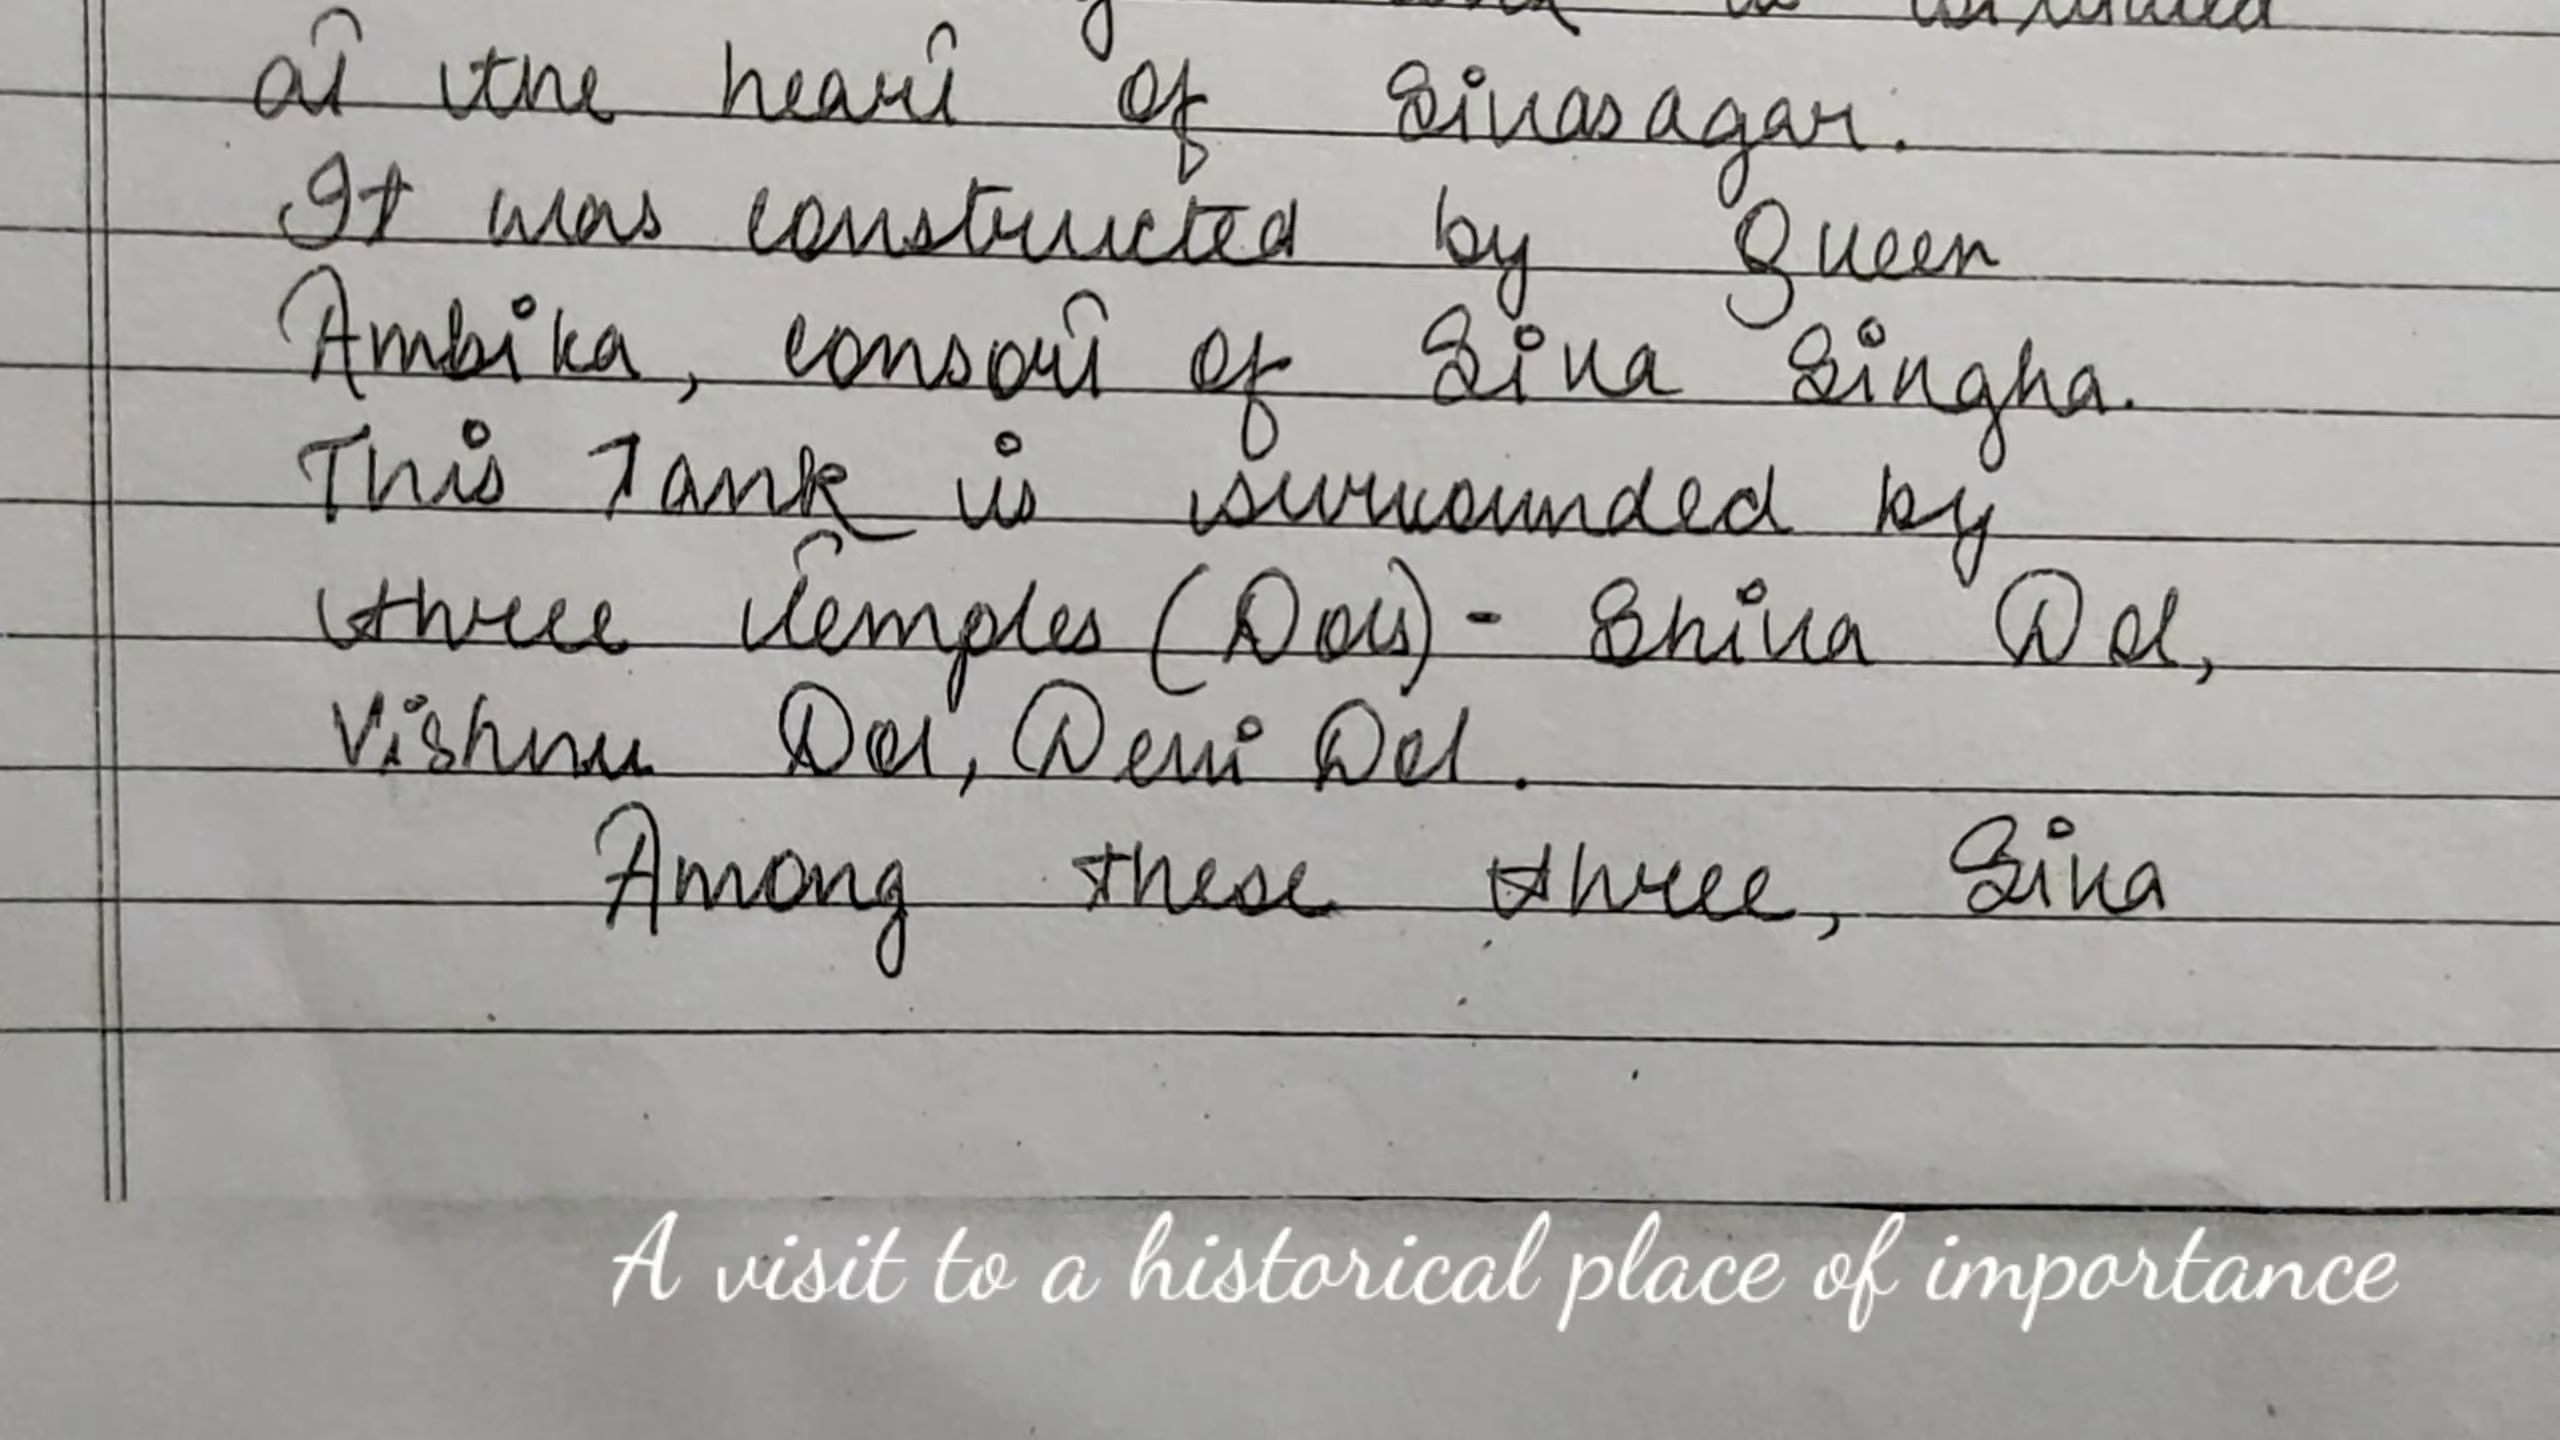 at the heart of Sivasagar.
It was constructed by Queen
Ambika, consort of Siva Singha.
This Tank is surrounded by
three temples (Dols) - Shiva Dol,
Vishnu Dol, Devi Dol.
Among these three, Siva
A visit to a historical place of importance